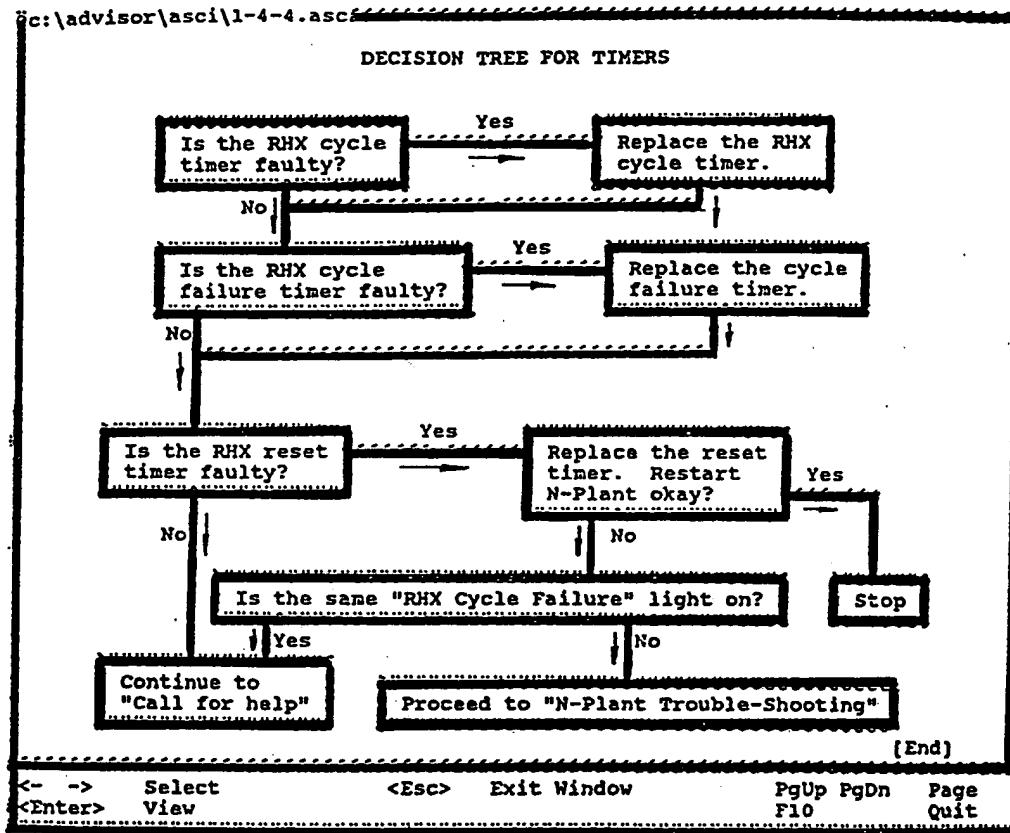 c:\advisor\asci\1-4-4.asc
DECISION TREE FOR TIMERS
Yes
Is the RHX cycle
timer faulty?
Replace the RHX
cycle timer.
No
Yes
Is the RHX cycle
failure timer faulty?
Replace the cycle
failure timer.
No
Yes
Is the RHX reset
timer faulty?
Replace the reset
timer. Restart
N-Plant okay?
Yes
No
No
Is the same "RHX Cycle Failure" light on?
Stop
Yes
No
Continue to
"Call for help"
Proceed to "N-Plant Trouble-Shooting"
[End]
<- -> Select <Esc> Exit Window PgUp PgDn Page
<Enter> View F10 Quit